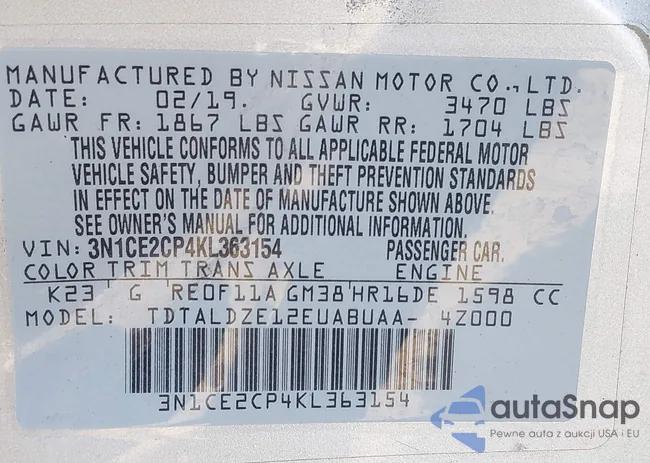 MANUFACTURED BY NISSAN MOTOR CO., LTD.
DATE: 02/19. GVWR: 3470 LBS
GAWR FR: 1867 LBS GAWR RR: 1704 LBS
THIS VEHICLE CONFORMS TO ALL APPLICABLE FEDERAL MOTOR
VEHICLE SAFETY, BUMPER AND THEFT PREVENTION STANDARDS
IN EFFECT ON THE DATE OF MANUFACTURE SHOWN ABOVE.
SEE OWNER'S MANUAL FOR ADDITIONAL INFORMATION.
VIN: 3N1CE2CP4KL363154 PASSENGER CAR.
COLOR TRIM TRANS AXLE ENGINE
K23 G RE0F11A GM38 HR16DE 1598 CC
MODEL: TDTALDZE12EUABUAA- 4Z000
3N1CE2CP4KL363154
autaSnap
Pewne auta z aukcji USA i EU